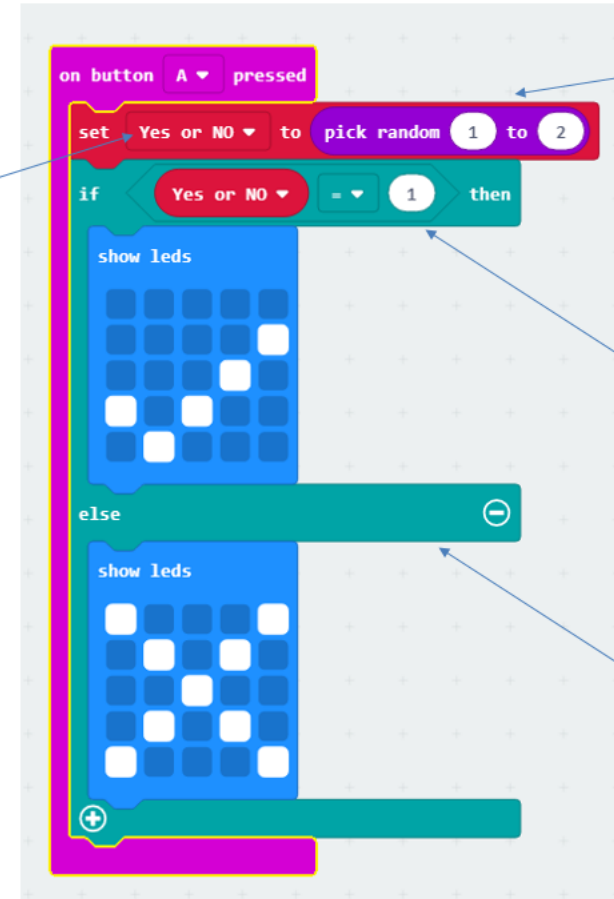 on button A pressed
set Yes or NO to pick random 1 to 2
if Yes or NO = 1 then
show leds
else
show leds